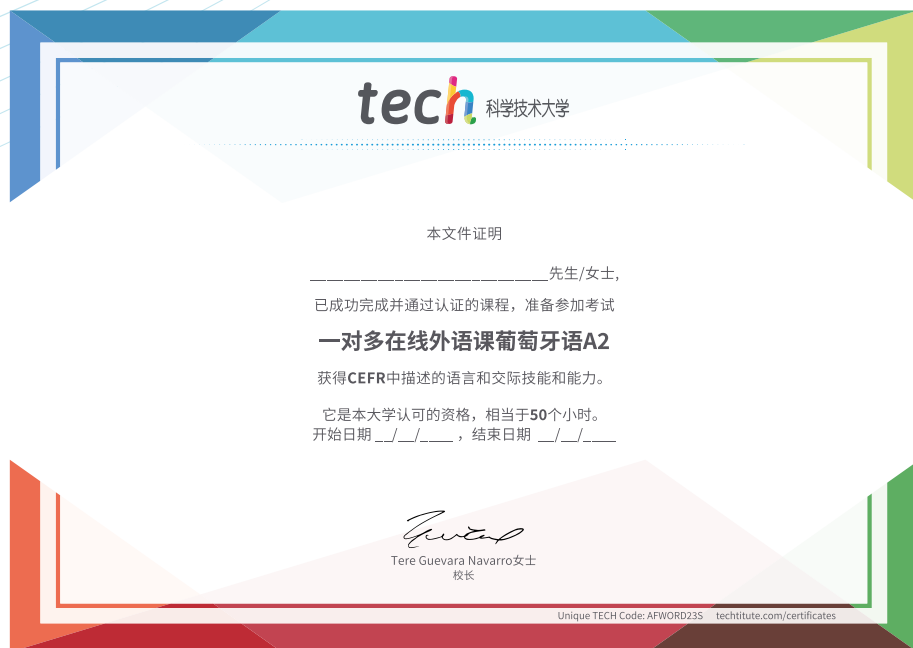 tech 科学技术大学
本文件证明
____________________________先生/女士,
已成功完成并通过认证的课程，准备参加考试
一对多在线外语课葡萄牙语A2
获得CEFR中描述的语言和交际技能和能力。
它是本大学认可的资格，相当于50个小时。
开始日期 __/__/____ ，结束日期 __/__/____
Tere Guevara Navarro女士
校长
Unique TECH Code: AFWORD23S techtitute.com/certificates